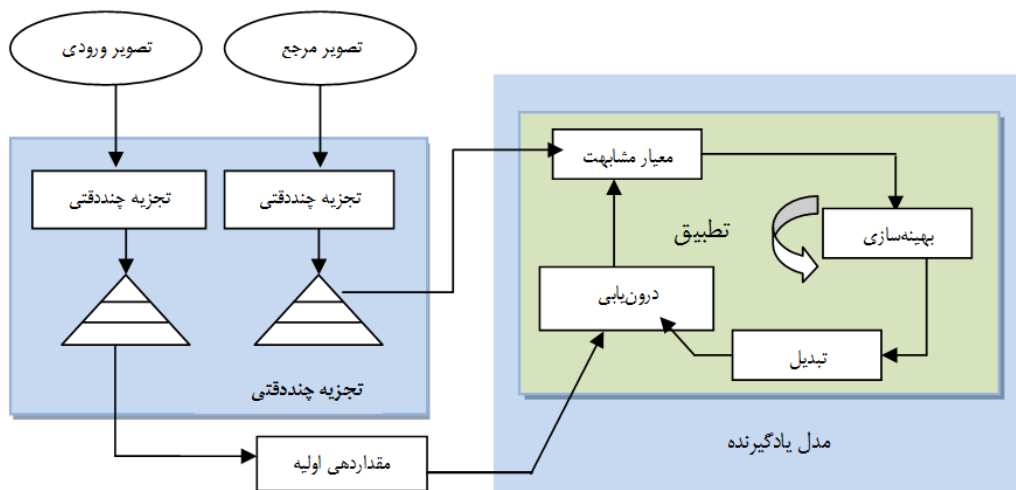 تصویر مرجع
تصویر ورودی
معیار مشابهت
تجزیه چنددقتی
تجزیه چنددقتی
تطبیق
بهینه‌سازی
درون‌یابی
تبدیل
تجزیه چنددقتی
مدل یادگیرنده
مقداردهی اولیه